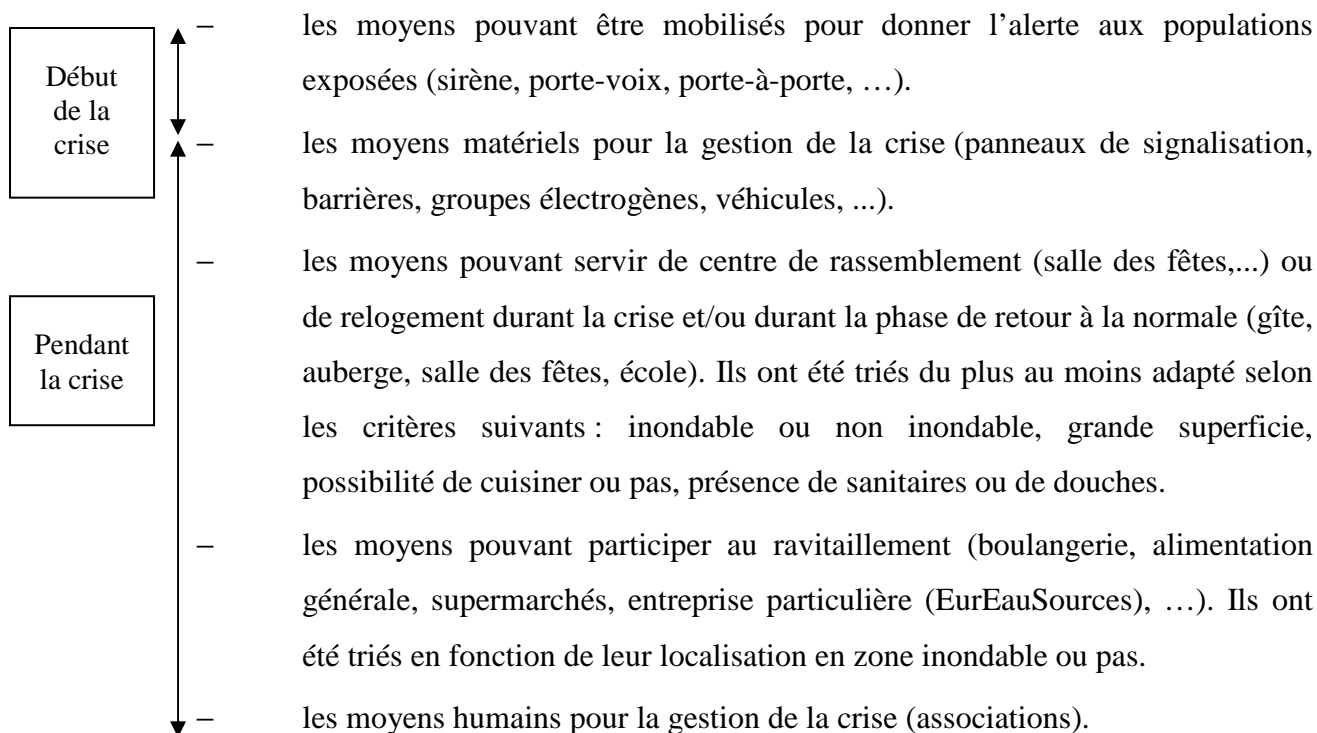 – les moyens pouvant être mobilisés pour donner l’alerte aux populations
exposées (sirène, porte-voix, porte-à-porte, …).
Début
de la
crise
– les moyens matériels pour la gestion de la crise (panneaux de signalisation,
barrières, groupes électrogènes, véhicules, ...).
– les moyens pouvant servir de centre de rassemblement (salle des fêtes,...) ou
de relogement durant la crise et/ou durant la phase de retour à la normale (gîte,
auberge, salle des fêtes, école). Ils ont été triés du plus au moins adapté selon
les critères suivants : inondable ou non inondable, grande superficie,
possibilité de cuisiner ou pas, présence de sanitaires ou de douches.
Pendant
la crise
– les moyens pouvant participer au ravitaillement (boulangerie, alimentation
générale, supermarchés, entreprise particulière (EurEauSources), …). Ils ont
été triés en fonction de leur localisation en zone inondable ou pas.
– les moyens humains pour la gestion de la crise (associations).